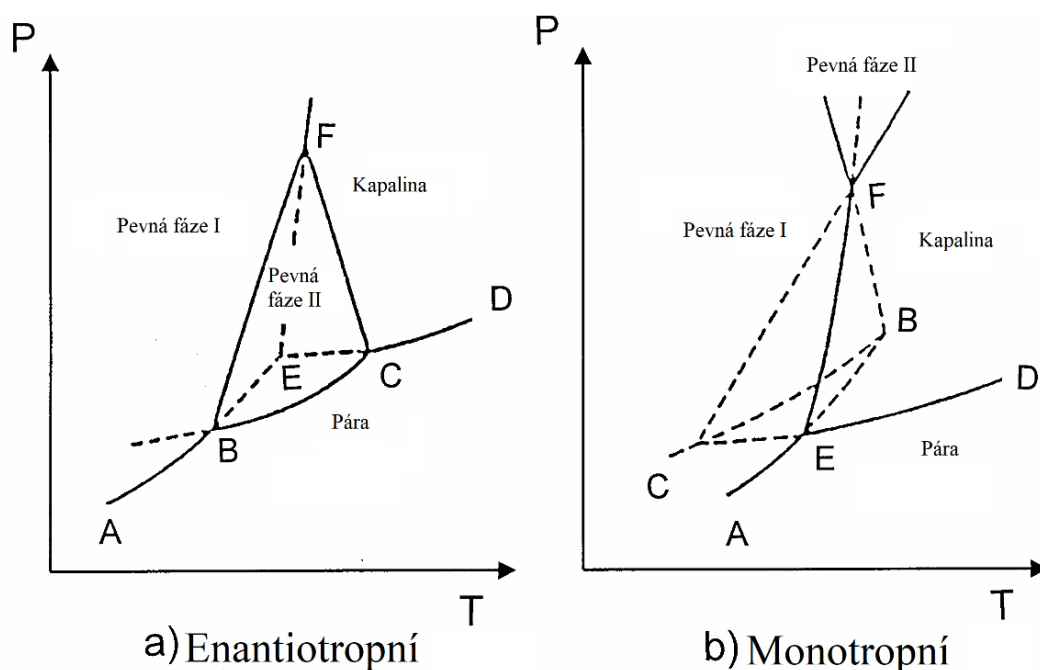 P
F
Kapalina
Pevná fáze I
Pevná
fáze II
D
E
C
B
Pára
A
T
a) Enantiotropní
P
Pevná fáze II
F
Pevná fáze I
Kapalina
B
D
E
Pára
C
A
T
b) Monotropní